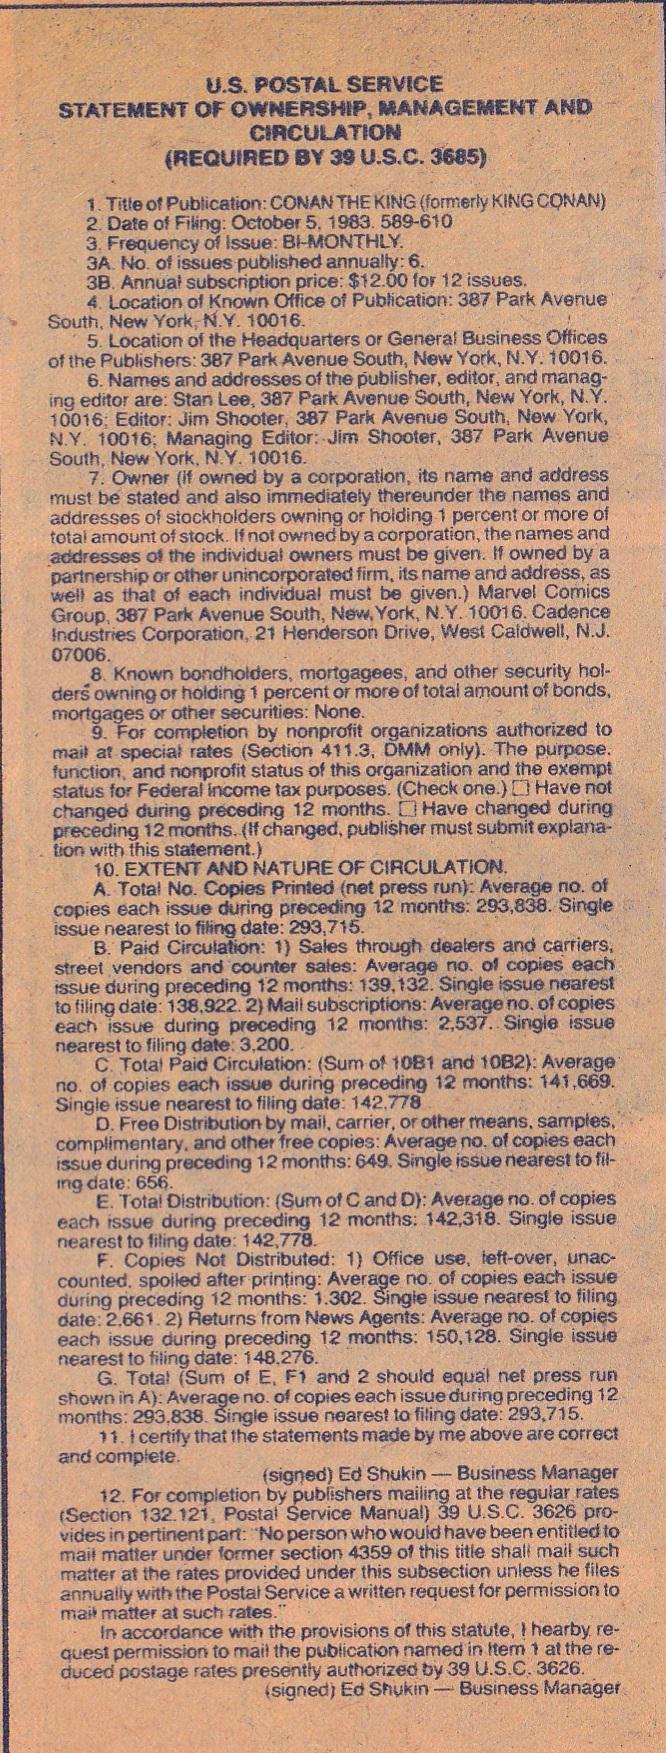 U.S. POSTAL SERVICE
STATEMENT OF OWNERSHIP, MANAGEMENT AND
CIRCULATION
(REQUIRED BY 39 U.S.C. 3685)
1. Title of Publication: CONAN THE KING (formerly KING CONAN)
2. Date of Filing: October 5, 1983. 589-610
3. Frequency of Issue: BI-MONTHLY.
3A. No. of issues published annually: 6.
3B. Annual subscription price: $12.00 for 12 issues.
4. Location of Known Office of Publication: 387 Park Avenue
South, New York, N.Y. 10016.
5. Location of the Headquarters or General Business Offices
of the Publishers: 387 Park Avenue South, New York, N.Y. 10016.
6. Names and addresses of the publisher, editor, and manag-
ing editor are: Stan Lee, 387 Park Avenue South, New York, N.Y.
10016; Editor: Jim Shooter, 387 Park Avenue South, New York,
N.Y. 10016; Managing Editor: Jim Shooter, 387 Park Avenue
South, New York, N.Y. 10016.
7. Owner (if owned by a corporation, its name and address
must be stated and also immediately thereunder the names and
addresses of stockholders owning or holding 1 percent or more of
total amount of stock. If not owned by a corporation, the names and
addresses of the individual owners must be given. If owned by a
partnership or other unincorporated firm, its name and address, as
well as that of each individual must be given.) Marvel Comics
Group, 387 Park Avenue South, New York, N.Y. 10016. Cadence
Industries Corporation, 21 Henderson Drive, West Caldwell, N.J.
07006.
8. Known bondholders, mortgagees, and other security hol-
ders owning or holding 1 percent or more of total amount of bonds,
mortgages or other securities: None.
9. For completion by nonprofit organizations authorized to
mail at special rates (Section 411.3, DMM only). The purpose,
function, and nonprofit status of this organization and the exempt
status for Federal income tax purposes. (Check one.) ☐ Have not
changed during preceding 12 months. ☐ Have changed during
preceding 12 months. (If changed, publisher must submit explana-
tion with this statement.)
10. EXTENT AND NATURE OF CIRCULATION.
A. Total No. Copies Printed (net press run): Average no. of
copies each issue during preceding 12 months: 293,838. Single
issue nearest to filing date: 293,715.
B. Paid Circulation: 1) Sales through dealers and carriers,
street vendors and counter sales: Average no. of copies each
issue during preceding 12 months: 139,132. Single issue nearest
to filing date: 138,922. 2) Mail subscriptions: Average no. of copies
each issue during preceding 12 months: 2,537. Single issue
nearest to filing date: 3,200.
C. Total Paid Circulation: (Sum of 10B1 and 10B2): Average
no. of copies each issue during preceding 12 months: 141,669.
Single issue nearest to filing date: 142,778
D. Free Distribution by mail, carrier, or other means, samples,
complimentary, and other free copies: Average no. of copies each
issue during preceding 12 months: 649. Single issue nearest to fil-
ing date: 656.
E. Total Distribution: (Sum of C and D): Average no. of copies
each issue during preceding 12 months: 142,318. Single issue
nearest to filing date: 142,778.
F. Copies Not Distributed: 1) Office use, left-over, unac-
counted, spoiled after printing: Average no. of copies each issue
during preceding 12 months: 1,302. Single issue nearest to filing
date: 2,661. 2) Returns from News Agents: Average no. of copies
each issue during preceding 12 months: 150,128. Single issue
nearest to filing date: 148,276.
G. Total (Sum of E, F1 and 2 should equal net press run
shown in A): Average no. of copies each issue during preceding 12
months: 293,838. Single issue nearest to filing date: 293,715.
11. I certify that the statements made by me above are correct
and complete.
(signed) Ed Shukin — Business Manager
12. For completion by publishers mailing at the regular rates
(Section 132.121, Postal Service Manual) 39 U.S.C. 3626 pro-
vides in pertinent part: "No person who would have been entitled to
mail matter under former section 4359 of this title shall mail such
matter at the rates provided under this subsection unless he files
annually with the Postal Service a written request for permission to
mail matter at such rates."
In accordance with the provisions of this statute, I hearby re-
quest permission to mail the publication named in Item 1 at the re-
duced postage rates presently authorized by 39 U.S.C. 3626.
(signed) Ed Shukin — Business Manager